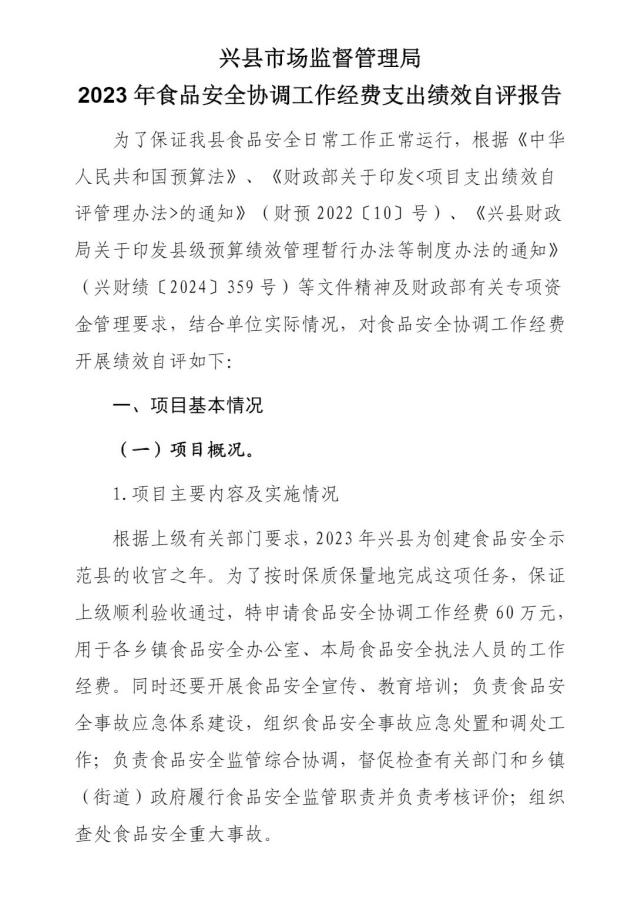 兴县市场监督管理局
2023 年食品安全协调工作经费支出绩效自评报告
为了保证我县食品安全日常工作正常运行，根据《中华
人民共和国预算法》、《财政部关于印发<项目支出绩效自
评管理办法>的通知》（财预 2022〔10〕号）、《兴县财政
局关于印发县级预算绩效管理暂行办法等制度办法的通知》
（兴财绩〔2024〕359 号）等文件精神及财政部有关专项资
金管理要求，结合单位实际情况，对食品安全协调工作经费
开展绩效自评如下：
一、项目基本情况
（一）项目概况。
1.项目主要内容及实施情况
根据上级有关部门要求，2023 年兴县为创建食品安全示
范县的收官之年。为了按时保质保量地完成这项任务，保证
上级顺利验收通过，特申请食品安全协调工作经费 60 万元，
用于各乡镇食品安全办公室、本局食品安全执法人员的工作
经费。同时还要开展食品安全宣传、教育培训；负责食品安
全事故应急体系建设，组织食品安全事故应急处置和调处工
作；负责食品安全监管综合协调，督促检查有关部门和乡镇
（街道）政府履行食品安全监管职责并负责考核评价；组织
查处食品安全重大事故。